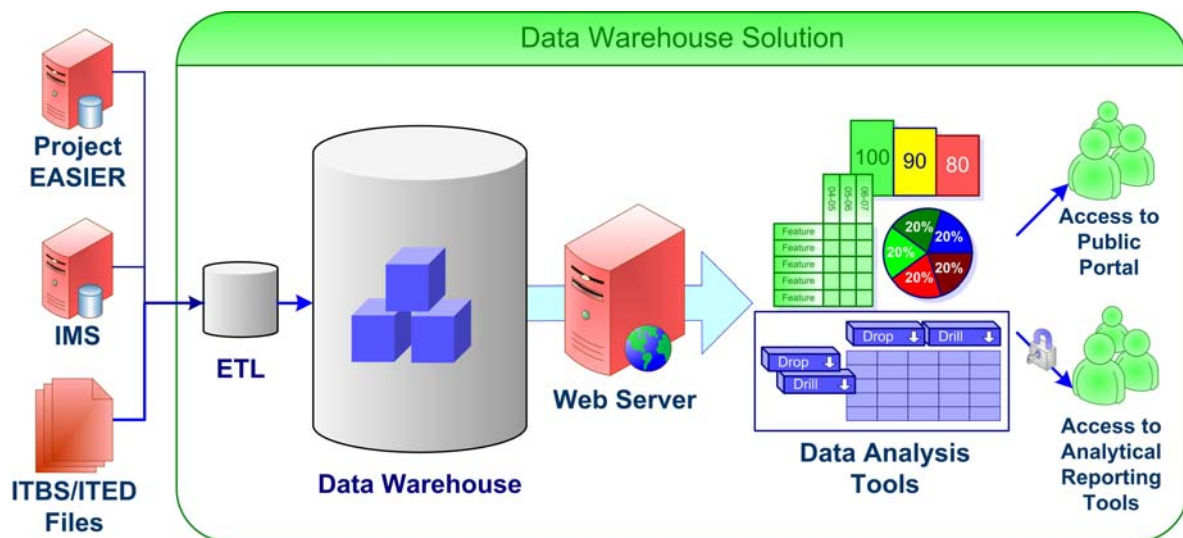 Data Warehouse Solution
Project
EASIER
IMS
ITBS/ITED
Files
ETL
Data Warehouse
Web Server
100
90
80
04-05
05-06
06-07
Feature
Feature
Feature
Feature
Feature
20%
20%
20%
20%
20%
Drop
Drill
Drop
Drill
Data Analysis
Tools
Access to
Public
Portal
Access to
Analytical
Reporting
Tools